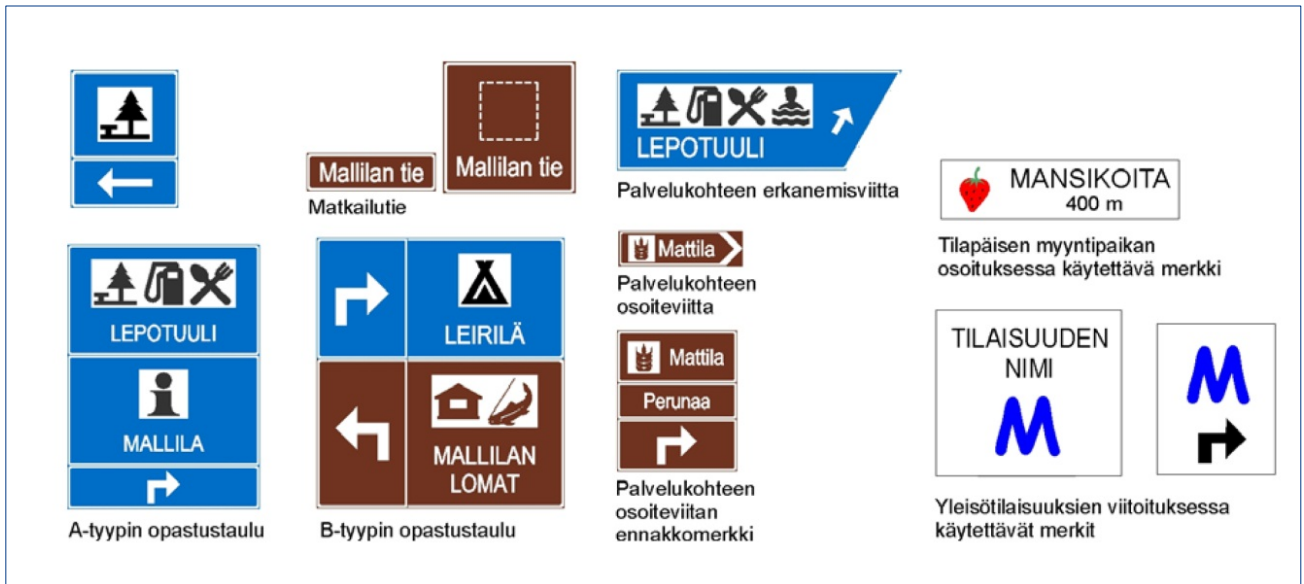 LEPOTUULI
MALLILA
A-tyypin opastustaulu
Mallilan tie
Mallilan tie
Matkailutie
LEIRILÄ
MALLILAN
LOMAT
B-tyypin opastustaulu
LEPOTUULI
Palvelukohteen erkanemisviitta
Mattila
Palvelukohteen
osoiteviitta
Mattila
Perunaa
Palvelukohteen
osoiteviitan
ennakkomerkki
MANSIKOITA
400 m
Tilapäisen myyntipaikan
osoituksessa käytettävä merkki
TILAISUUDEN
NIMI
M
M
Yleisötilaisuuksien viitoituksessa
käytettävät merkit